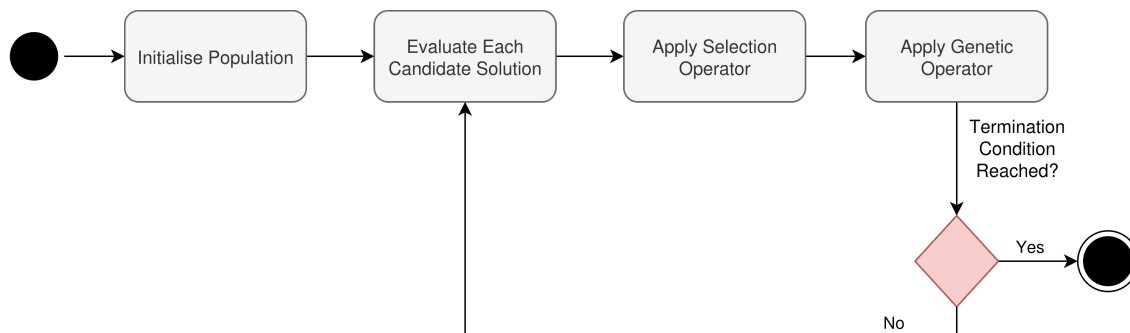 Initialise Population
Evaluate Each
Candidate Solution
Apply Selection
Operator
Apply Genetic
Operator
Termination
Condition
Reached?
Yes
No